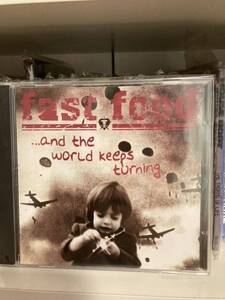 fast food
...and the
world keeps
turning